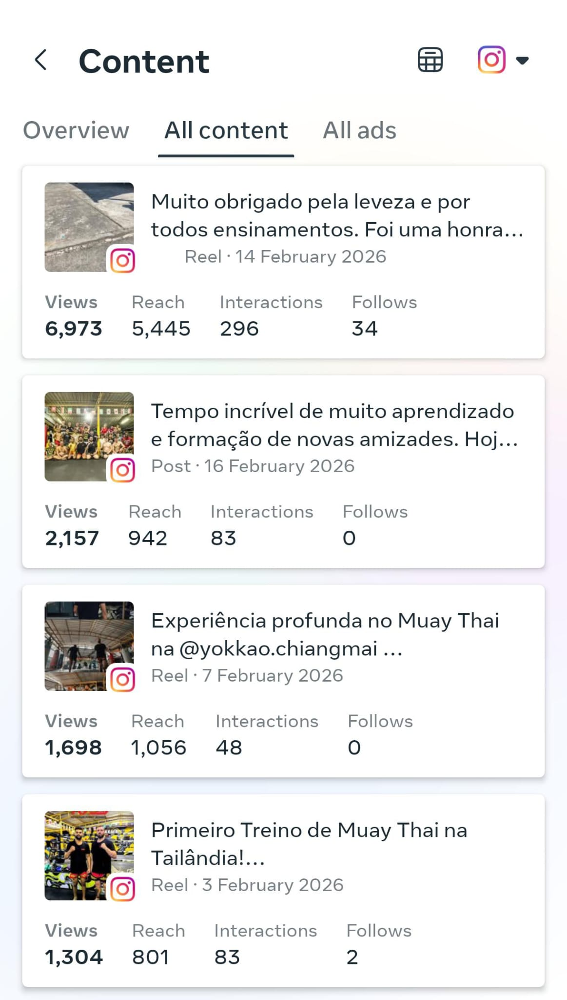 Content
Overview All content All ads
Muito obrigado pela leveza e por
todos ensinamentos. Foi uma honra...
Reel · 14 February 2026
Views Reach Interactions Follows
6,973 5,445 296 34
Tempo incrível de muito aprendizado
e formação de novas amizades. Hoj...
Post · 16 February 2026
Views Reach Interactions Follows
2,157 942 83 0
Experiência profunda no Muay Thai
na @yokkao.chiangmai ...
Reel · 7 February 2026
Views Reach Interactions Follows
1,698 1,056 48 0
Primeiro Treino de Muay Thai na
Tailândia!...
Reel · 3 February 2026
Views Reach Interactions Follows
1,304 801 83 2